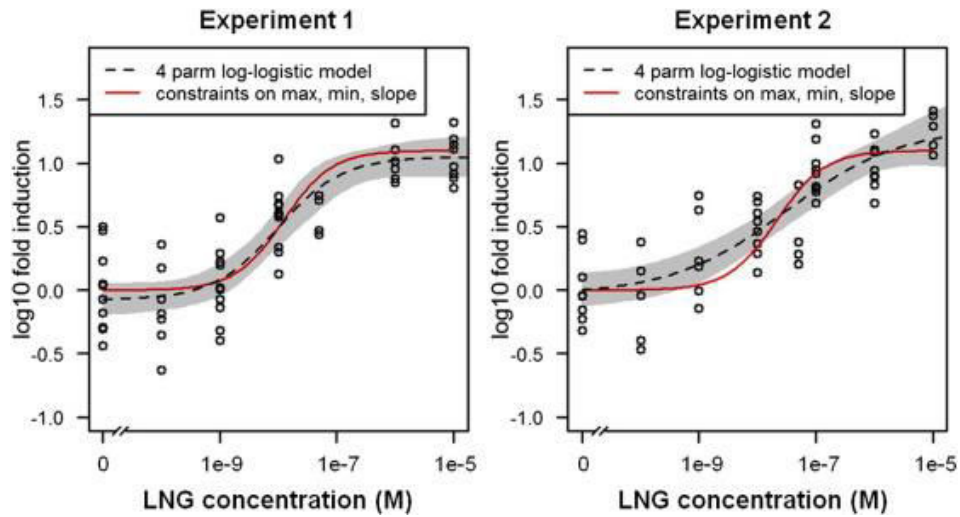 Experiment 1
4 parm log-logistic model
constraints on max, min, slope
log10 fold induction
1.5
1.0
0.5
0.0
-0.5
-1.0
0
1e-9
1e-7
1e-5
LNG concentration (M)
Experiment 2
4 parm log-logistic model
constraints on max, min, slope
log10 fold induction
1.5
1.0
0.5
0.0
-0.5
-1.0
0
1e-9
1e-7
1e-5
LNG concentration (M)